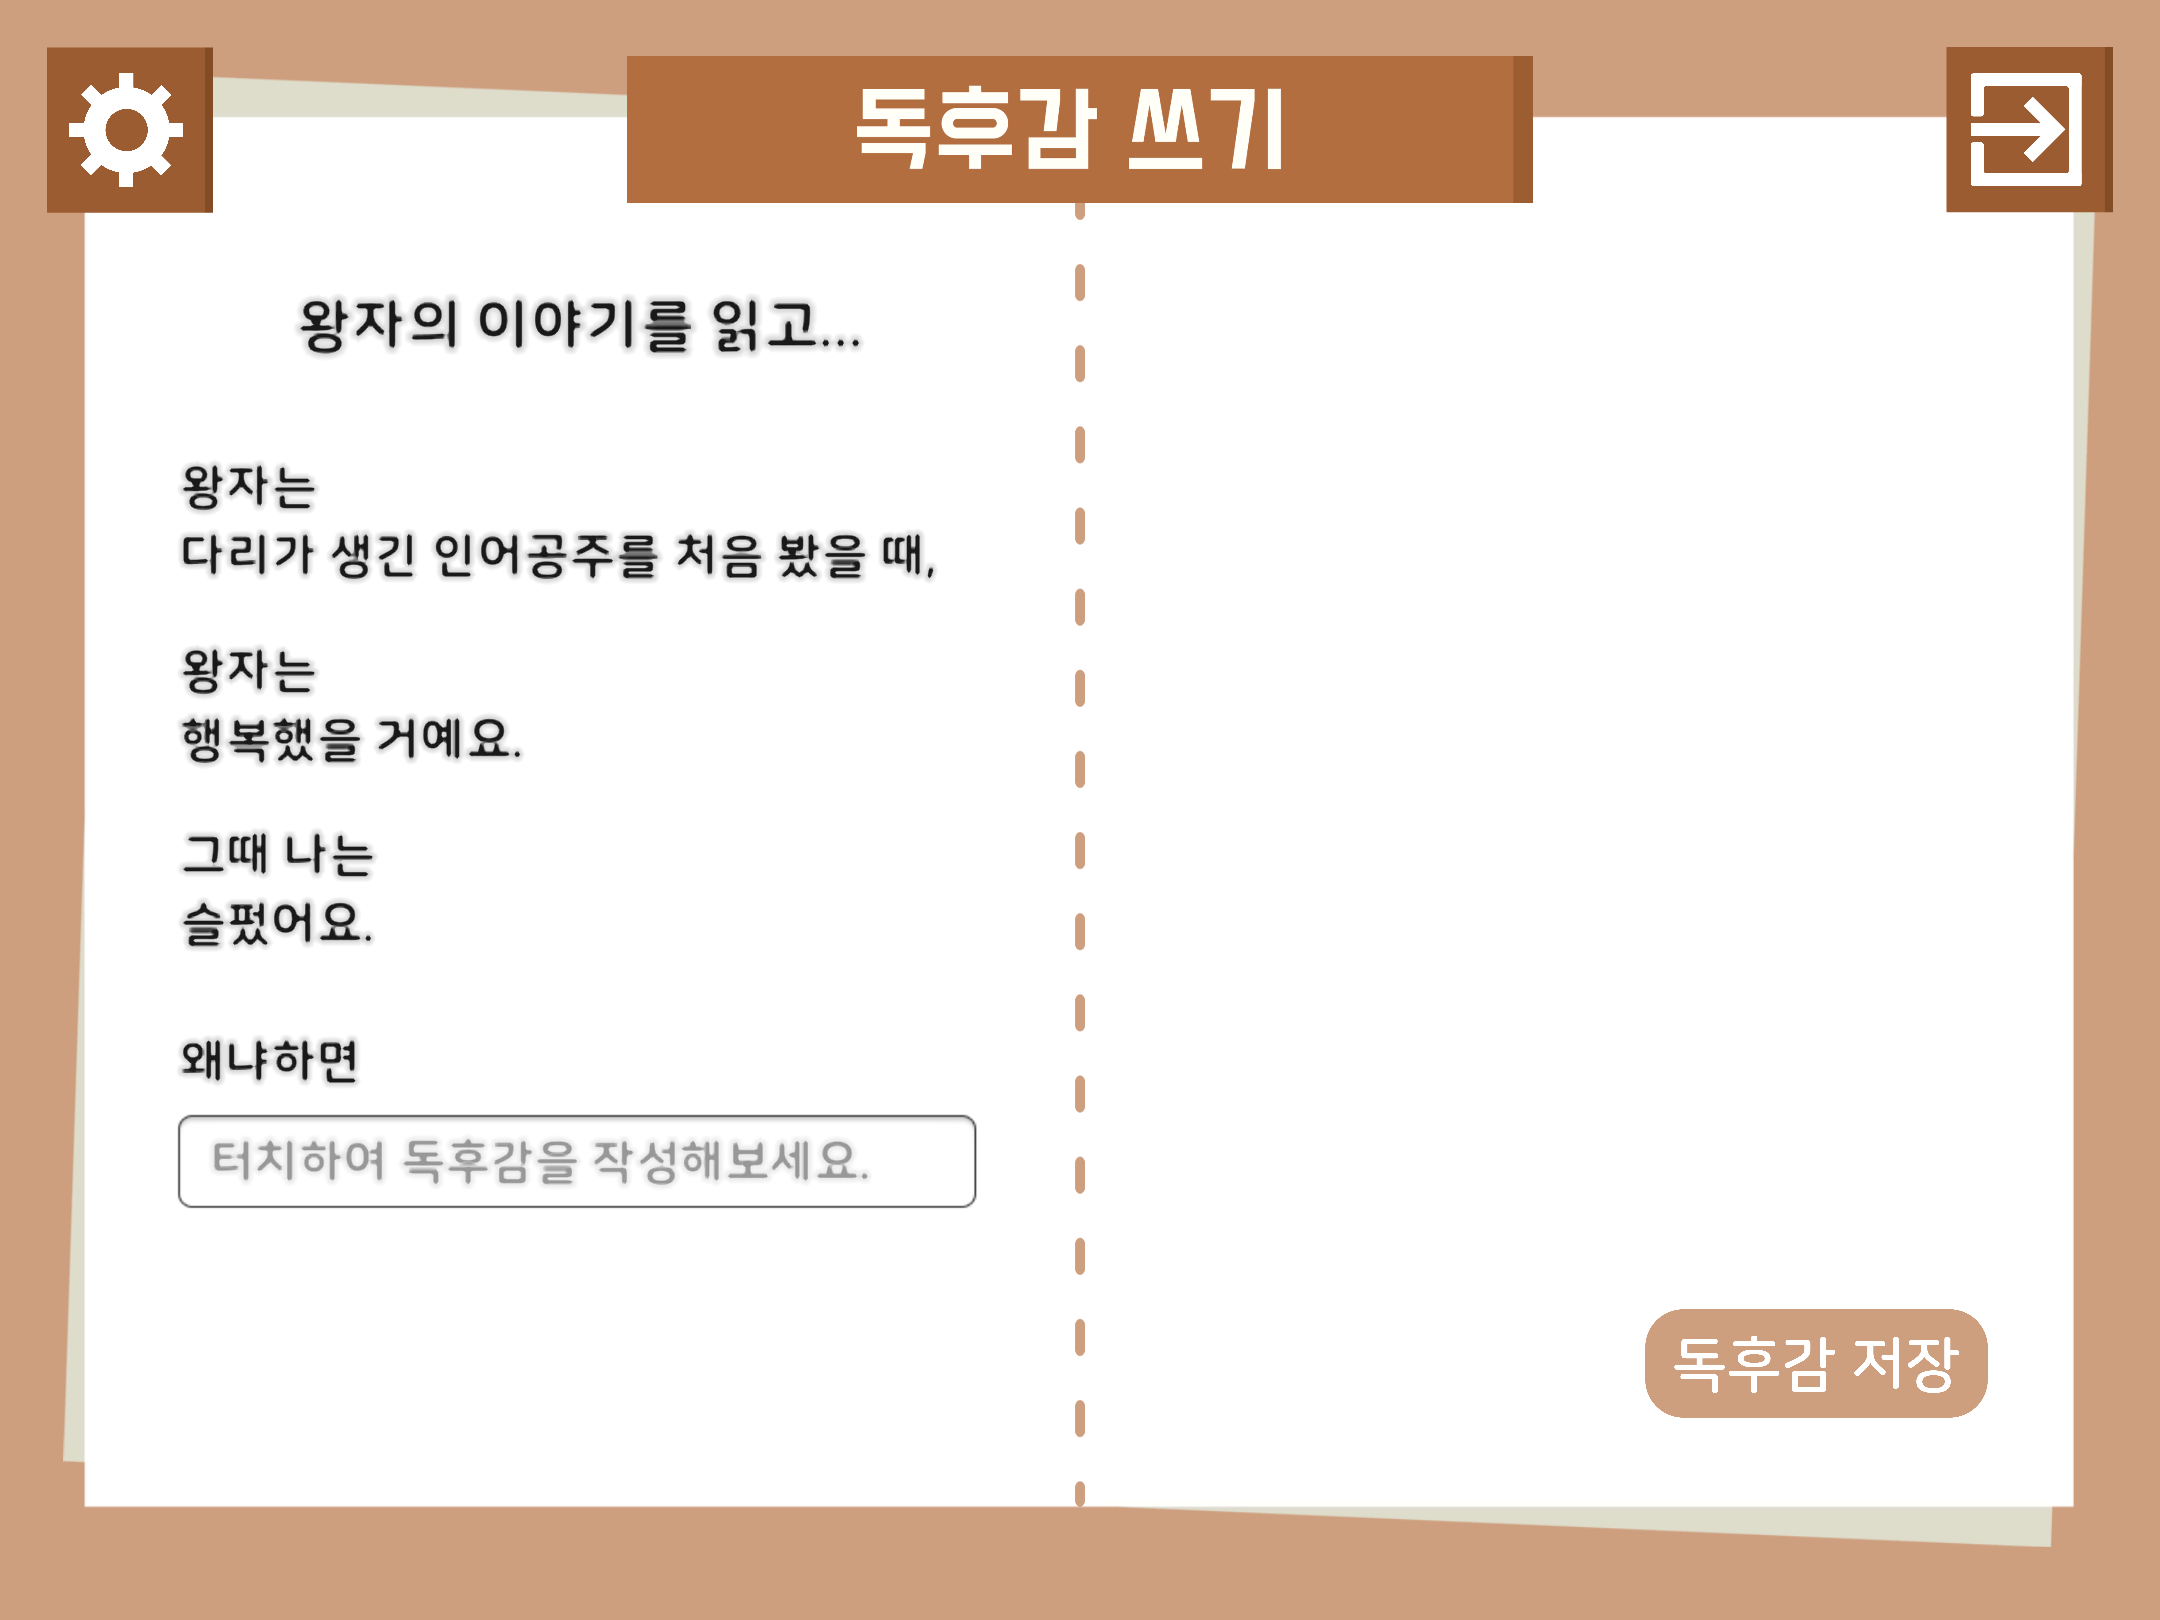 독후감 쓰기
왕자의 이야기를 읽고...
왕자는
다리가 생긴 인어공주를 처음 봤을 때,
왕자는
행복했을 거예요.
그때 나는
슬펐어요.
왜냐하면
터치하여 독후감을 작성해보세요.
독후감 저장